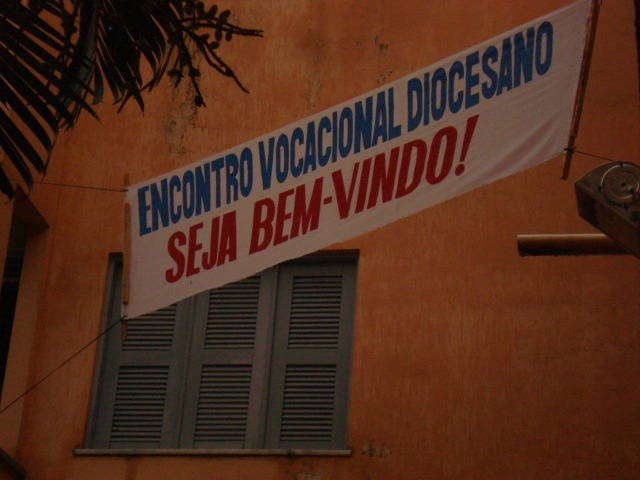 ENCONTRO VOCACIONAL DIOCESANO
SEJA BEM-VINDO!